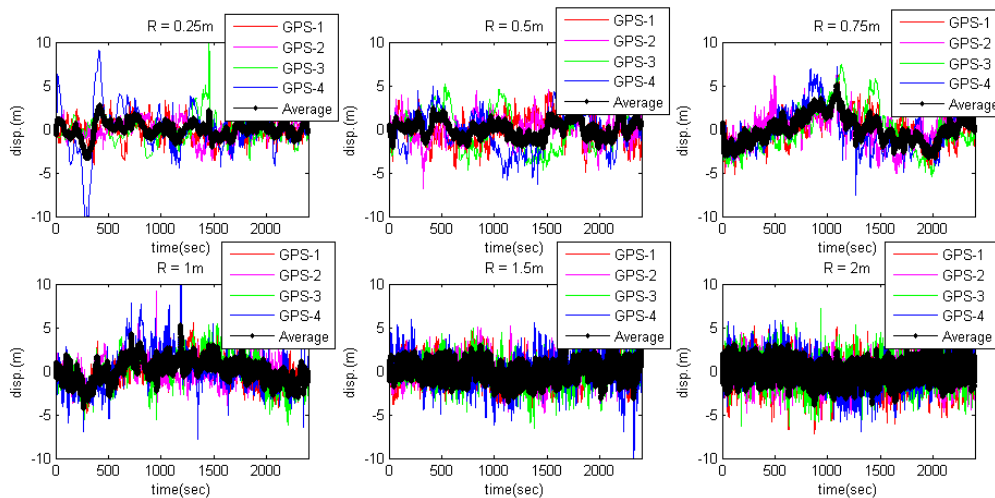 R = 0.25m
GPS-1
GPS-2
GPS-3
GPS-4
Average
10
5
0
-5
-10
disp.(m)
0 500 1000 1500 2000
time(sec)
R = 0.5m
GPS-1
GPS-2
GPS-3
GPS-4
Average
10
5
0
-5
-10
disp.(m)
0 500 1000 1500 2000
time(sec)
R = 0.75m
GPS-1
GPS-2
GPS-3
GPS-4
Average
10
5
0
-5
-10
disp.(m)
0 500 1000 1500 2000
time(sec)
R = 1m
GPS-1
GPS-2
GPS-3
GPS-4
Average
10
5
0
-5
-10
disp.(m)
0 500 1000 1500 2000
time(sec)
R = 1.5m
GPS-1
GPS-2
GPS-3
GPS-4
Average
10
5
0
-5
-10
disp.(m)
0 500 1000 1500 2000
time(sec)
R = 2m
GPS-1
GPS-2
GPS-3
GPS-4
Average
10
5
0
-5
-10
disp.(m)
0 500 1000 1500 2000
time(sec)